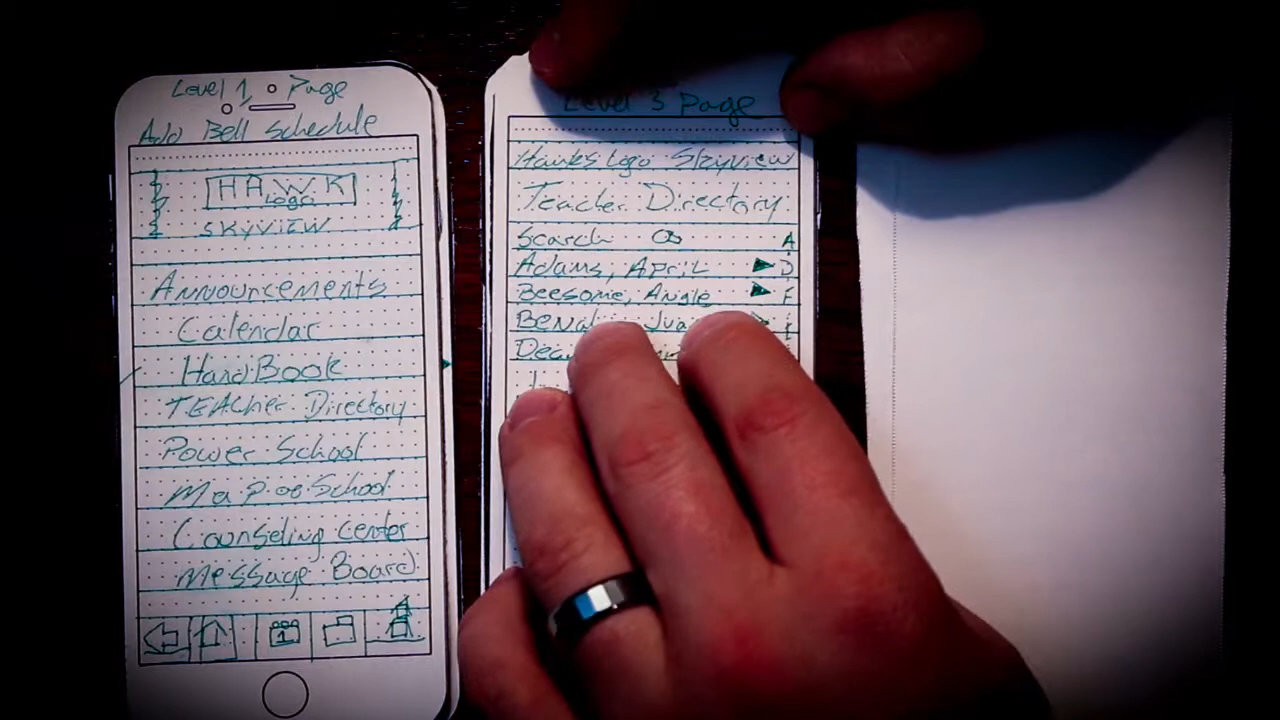 Level 1 Page
Add Bell Schedule
HAWK
Logo
SKYVIEW
Announcements
Calendar
HandBook
TEAcher Directory
Power School
Map of School
Counseling Center
Message Board
1
Level 3 Page
Hawks Logo Skyview
Teacher Directory
Search A
Adams, April D
Beesome, Angie F